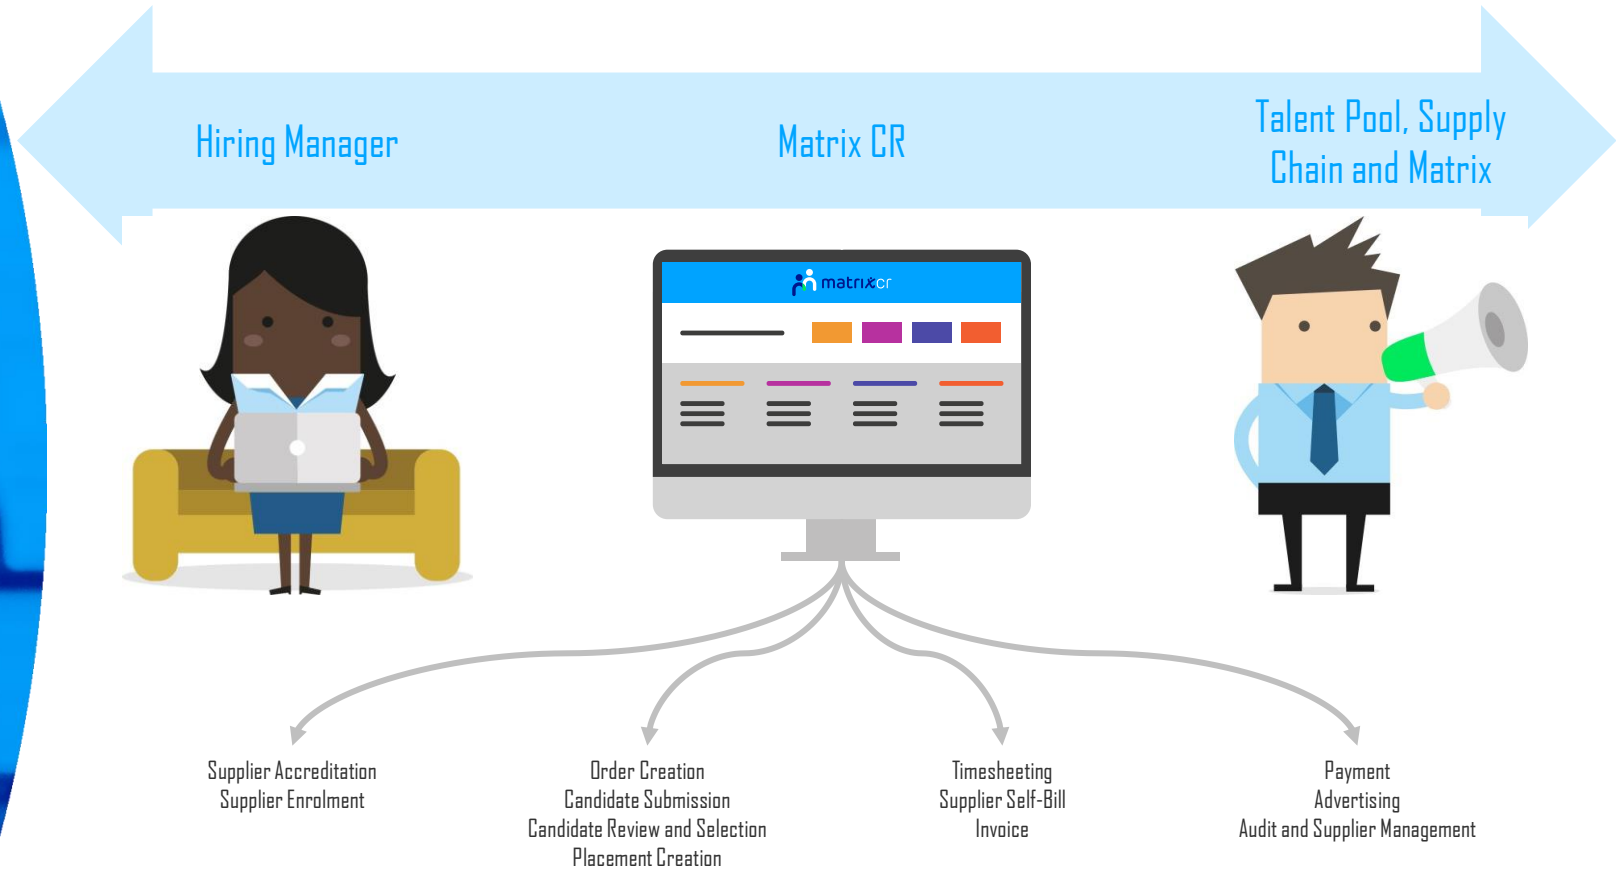 Hiring Manager
Matrix CR
Talent Pool, Supply
Chain and Matrix
matrixcr
Supplier Accreditation
Supplier Enrolment
Order Creation
Candidate Submission
Candidate Review and Selection
Placement Creation
Timesheeting
Supplier Self-Bill
Invoice
Payment
Advertising
Audit and Supplier Management